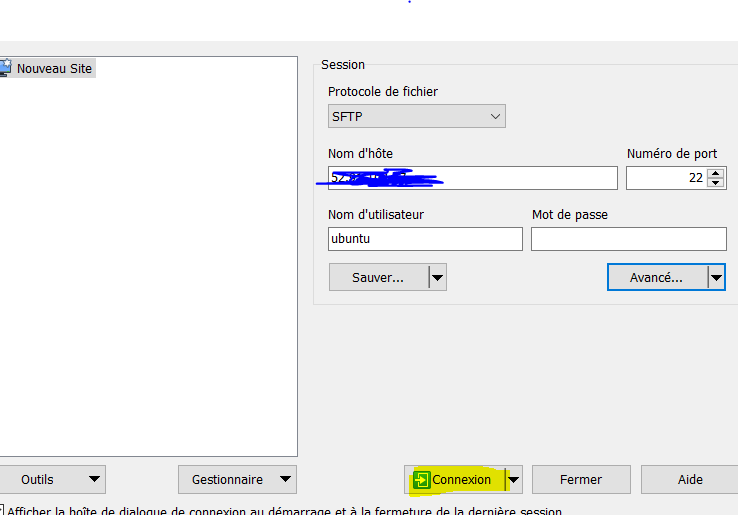 Nouveau Site
Session
Protocole de fichier
SFTP
Nom d'hôte
Numéro de port
22
Nom d'utilisateur
Mot de passe
ubuntu
Sauver...
Avancé...
Outils
Gestionnaire
Connexion
Fermer
Aide
Afficher la boîte de dialogue de connexion au démarrage et à la fermeture de la dernière session